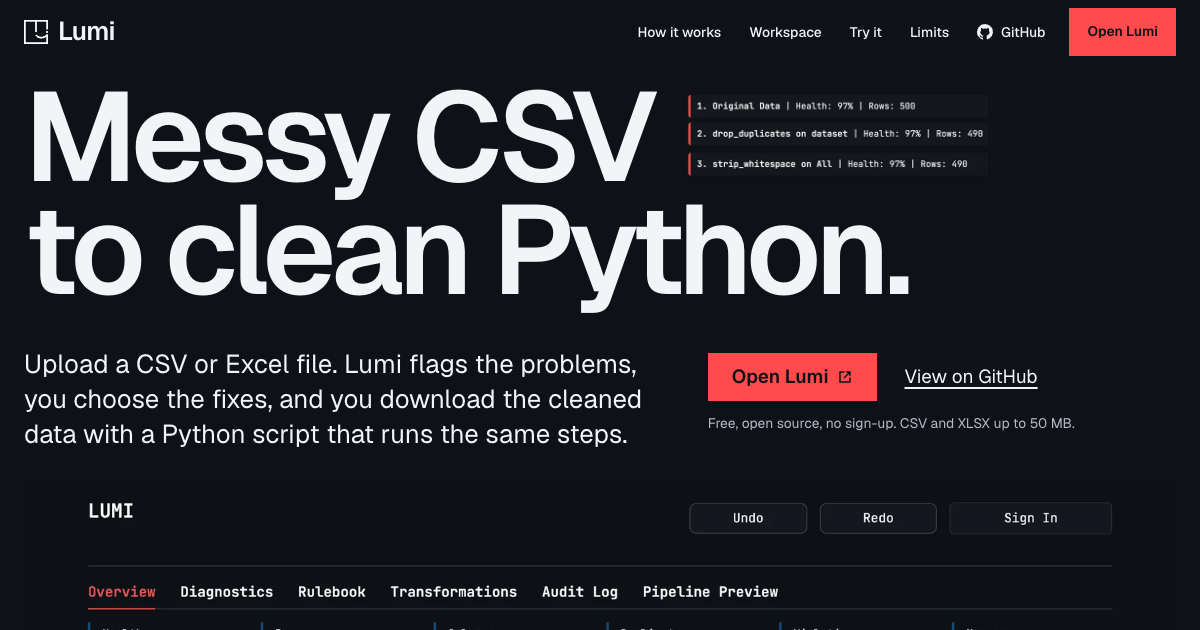 Lumi
How it works Workspace Try it Limits GitHub Open Lumi
Messy CSV
1. Original Data | Health: 97% | Rows: 500
2. drop_duplicates on dataset | Health: 97% | Rows: 490
3. strip_whitespace on All | Health: 97% | Rows: 490
to clean Python.
Upload a CSV or Excel file. Lumi flags the problems,
you choose the fixes, and you download the cleaned
data with a Python script that runs the same steps.
Open Lumi View on GitHub
Free, open source, no sign-up. CSV and XLSX up to 50 MB.
LUMI
Undo Redo Sign In
Overview Diagnostics Rulebook Transformations Audit Log Pipeline Preview